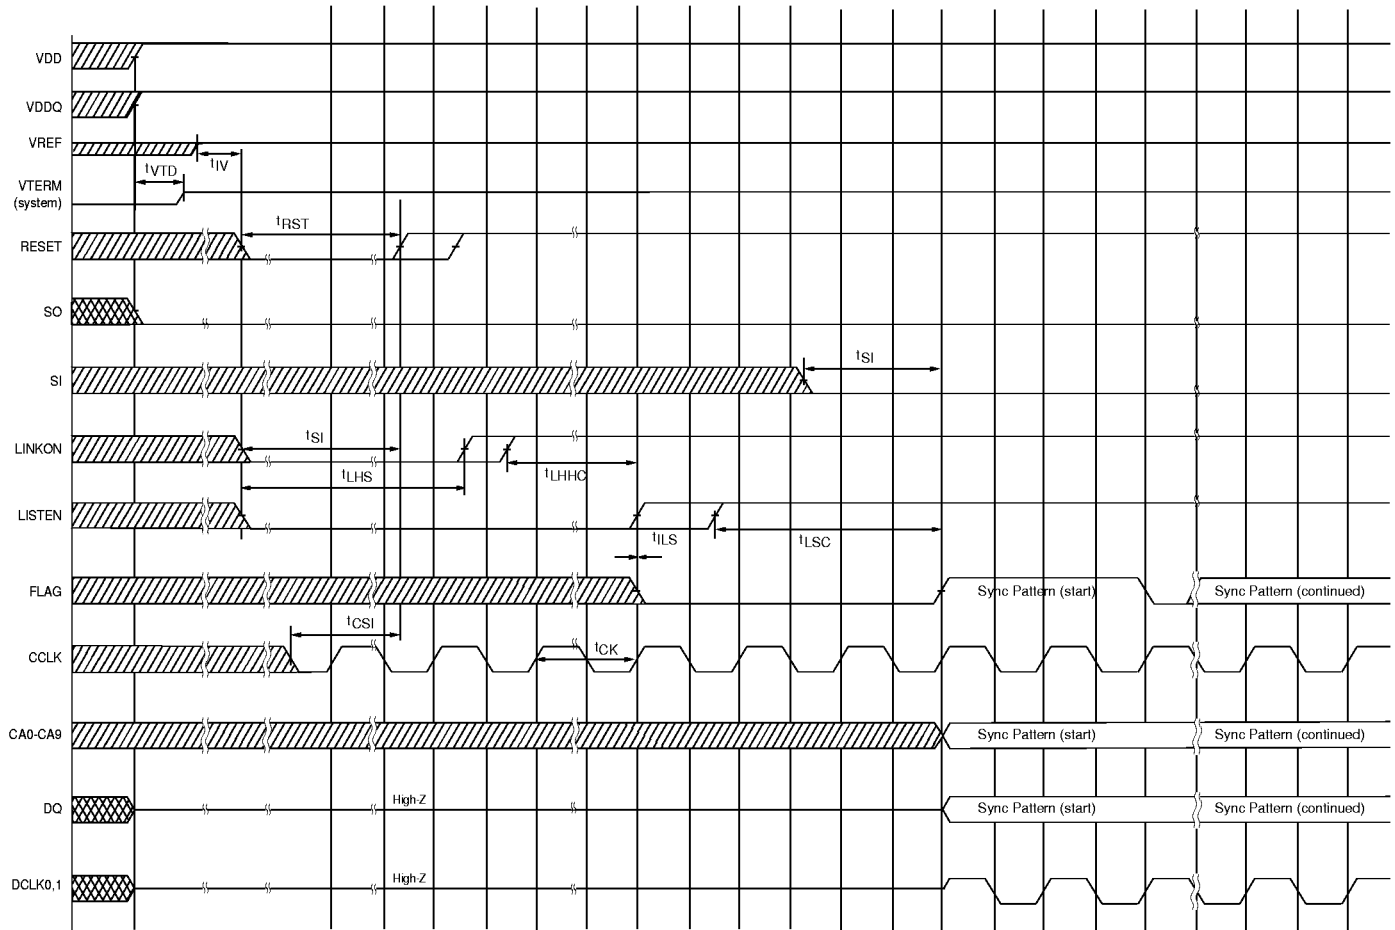 VDD
VDDQ
VREF
tIV
tVTD
VTERM
(system)
tRST
RESET
SO
tSI
SI
tSI
LINKON
tLHS
tLHHC
LISTEN
tILS
tLSC
FLAG
Sync Pattern (start)
Sync Pattern (continued)
tCSI
tCK
CCLK
CA0-CA9
Sync Pattern (start)
Sync Pattern (continued)
High-Z
DQ
Sync Pattern (start)
Sync Pattern (continued)
High-Z
DCLK0,1